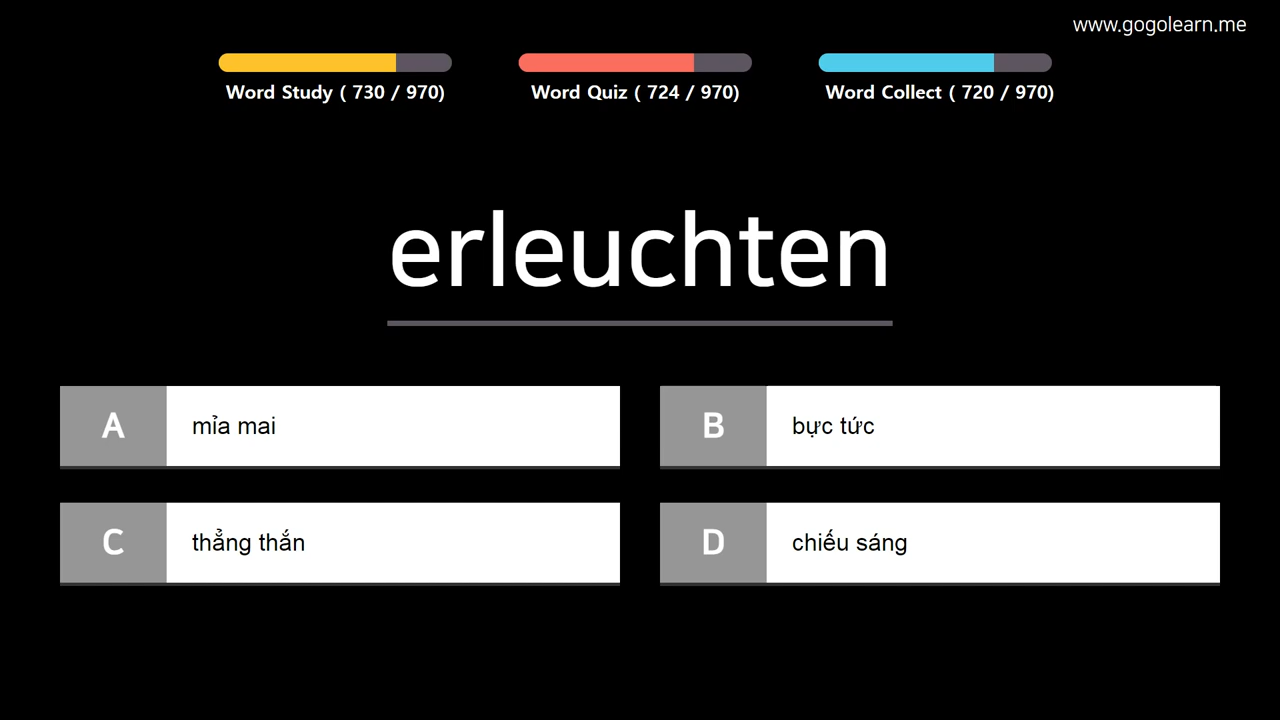 www.gogolearn.me
Word Study ( 730 / 970)
Word Quiz ( 724 / 970)
Word Collect ( 720 / 970)
erleuchten
A mỉa mai
B bực tức
C thẳng thắn
D chiếu sáng